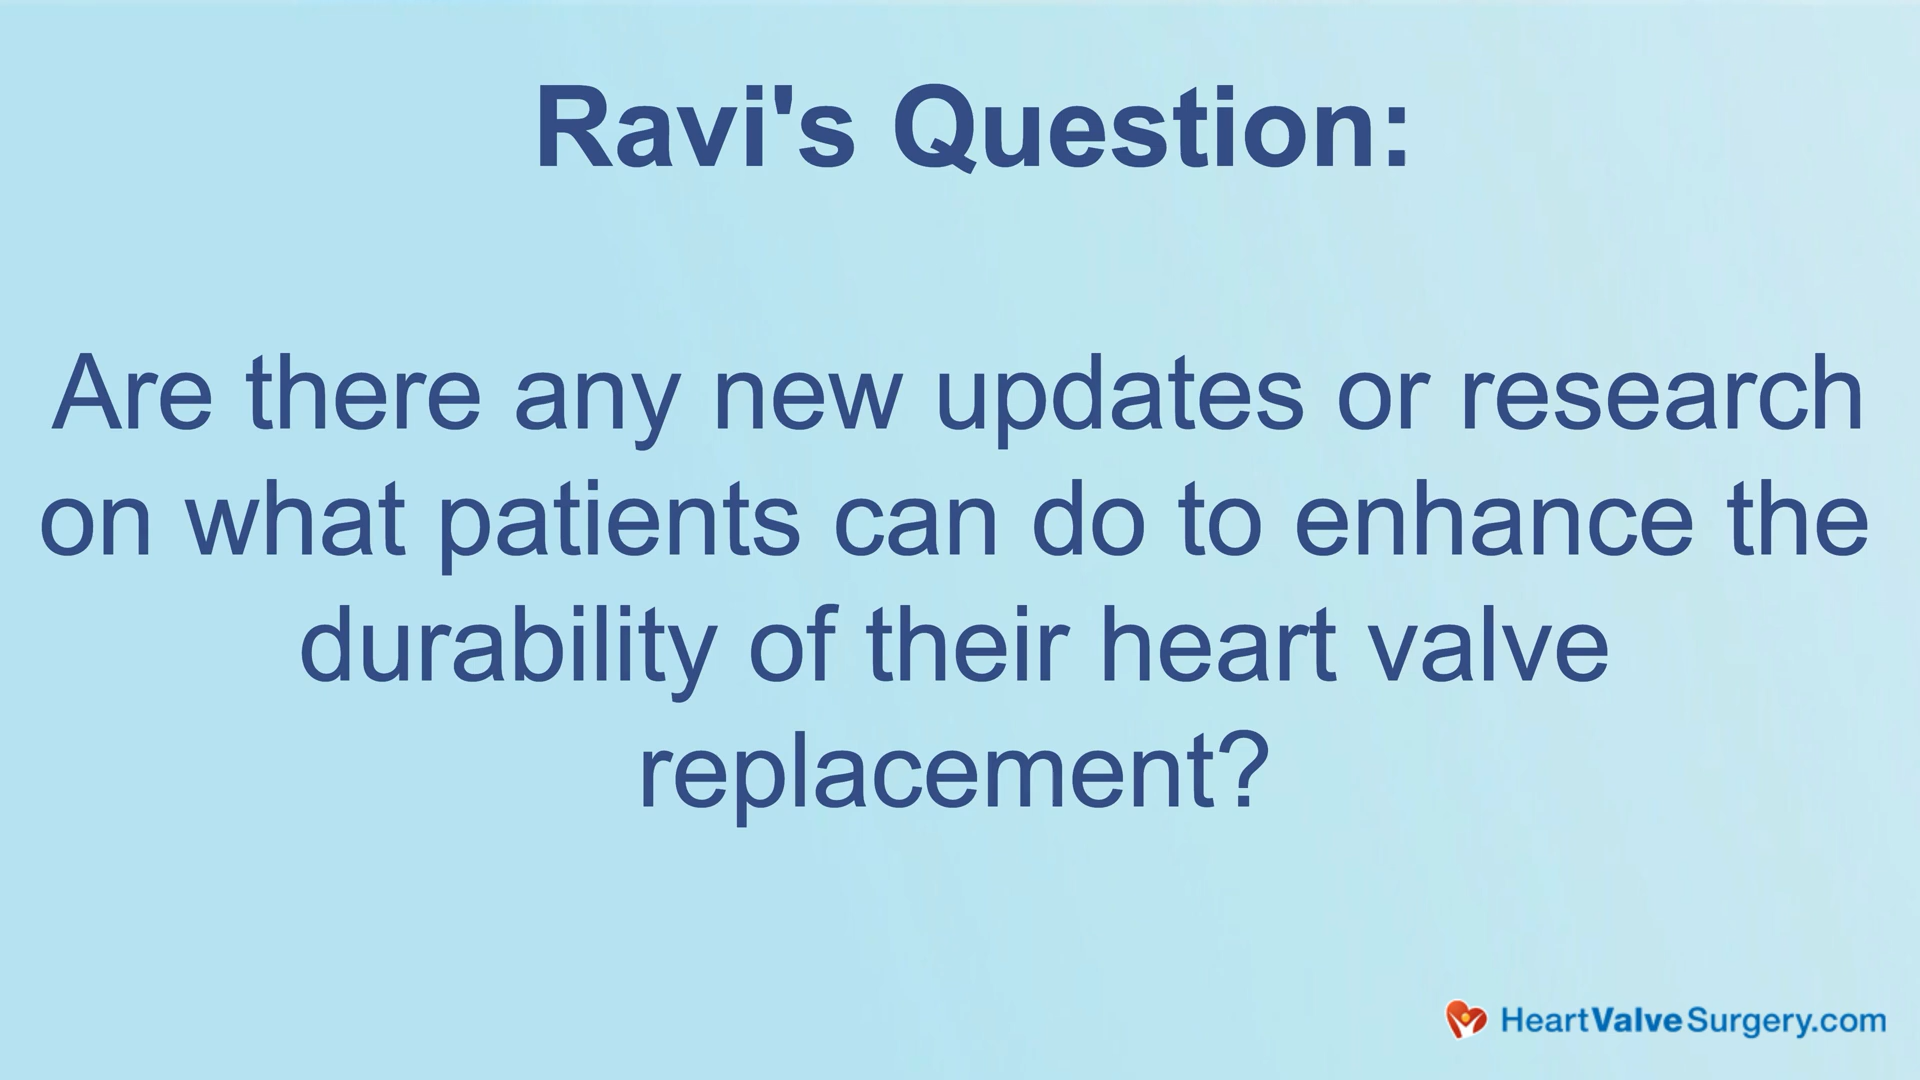 Ravi's Question:
Are there any new updates or research
on what patients can do to enhance the
durability of their heart valve
replacement?
HeartValveSurgery.com